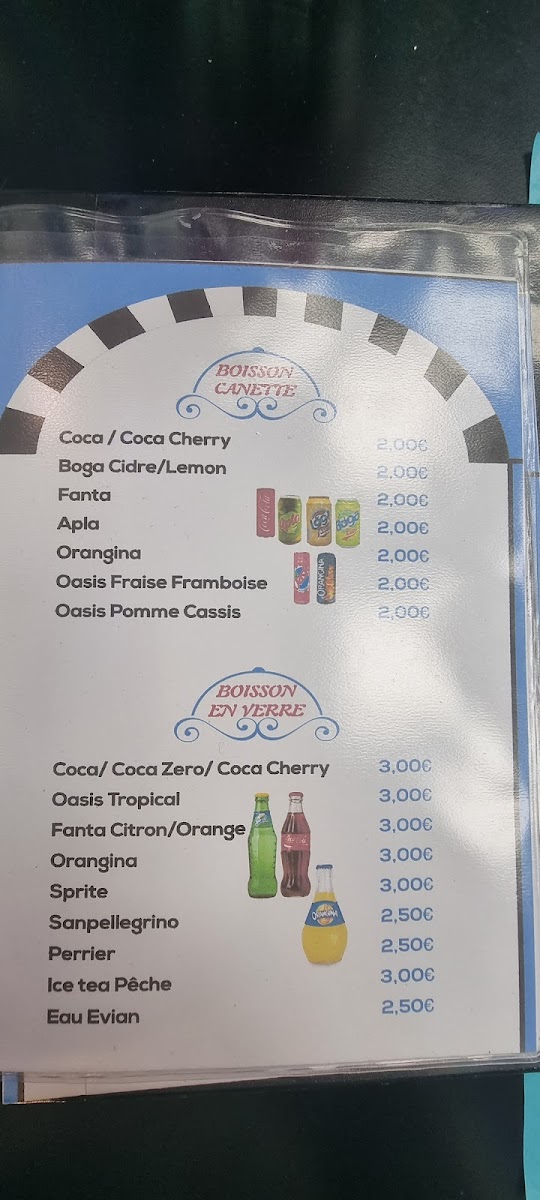 BOISSON
CANETTE
Coca / Coca Cherry 2,00€
Boga Cidre/Lemon 2,00€
Fanta 2,00€
Apla 2,00€
Orangina 2,00€
Oasis Fraise Framboise 2,00€
Oasis Pomme Cassis 2,00€
BOISSON
EN VERRE
Coca/ Coca Zero/ Coca Cherry 3,00€
Oasis Tropical 3,00€
Fanta Citron/Orange 3,00€
Orangina 3,00€
Sprite 3,00€
Sanpellegrino 2,50€
Perrier 2,50€
Ice tea Pêche 3,00€
Eau Evian 2,50€